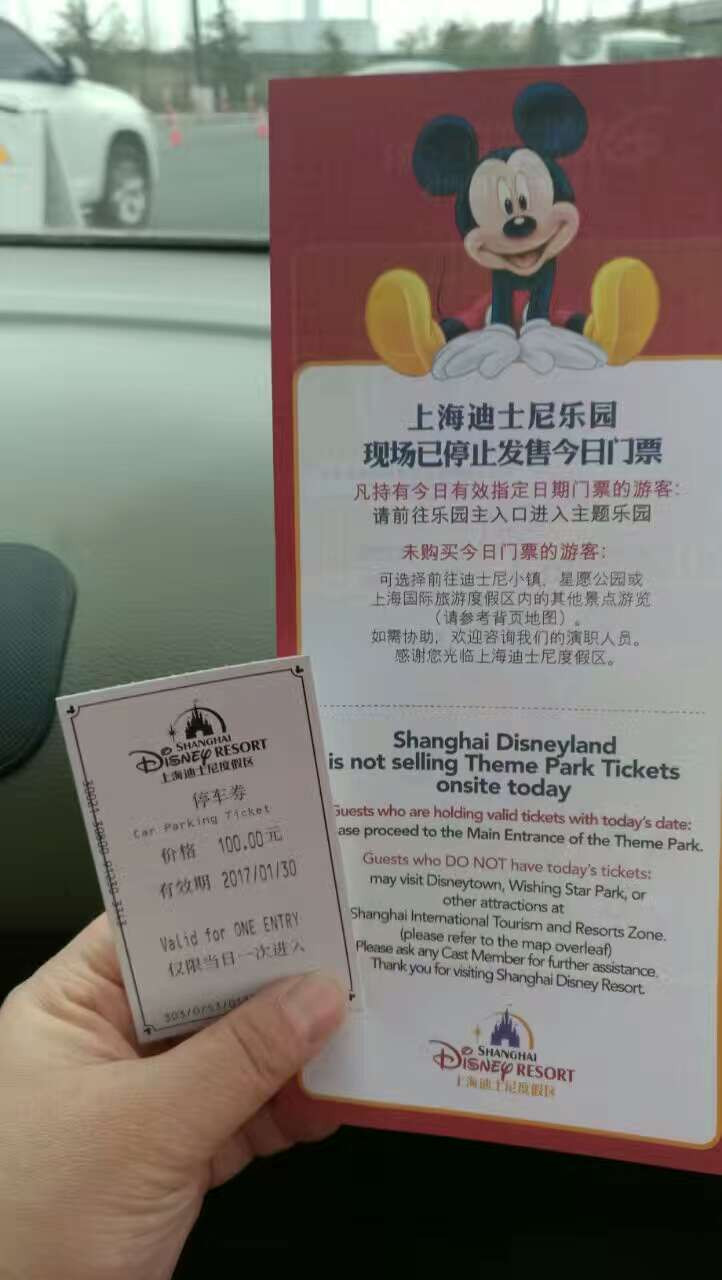 上海迪士尼乐园
现场已停止发售今日门票
凡持有今日有效指定日期门票的游客：
请前往乐园主入口进入主题乐园
未购买今日门票的游客：
可选择前往迪士尼小镇、星愿公园或
上海国际旅游度假区内的其他景点游览
（请参考背页地图）。
如需协助，欢迎咨询我们的演职人员。
感谢您光临上海迪士尼度假区。
Shanghai Disneyland
is not selling Theme Park Tickets
onsite today
Guests who are holding valid tickets with today's date:
ase proceed to the Main Entrance of the Theme Park.
Guests who DO NOT have today's tickets:
may visit Disneytown, Wishing Star Park, or
other attractions at
Shanghai International Tourism and Resorts Zone.
(please refer to the map overleaf)
Please ask any Cast Member for further assistance.
Thank you for visiting Shanghai Disney Resort.
SHANGHAI
DISNEY RESORT
上海迪士尼度假区
SHANGHAI
DISNEY RESORT
上海迪士尼度假区
停车券
Car Parking Ticket
价格 100.00元
有效期 2017/01/30
Valid for ONE ENTRY
仅限当日一次进入